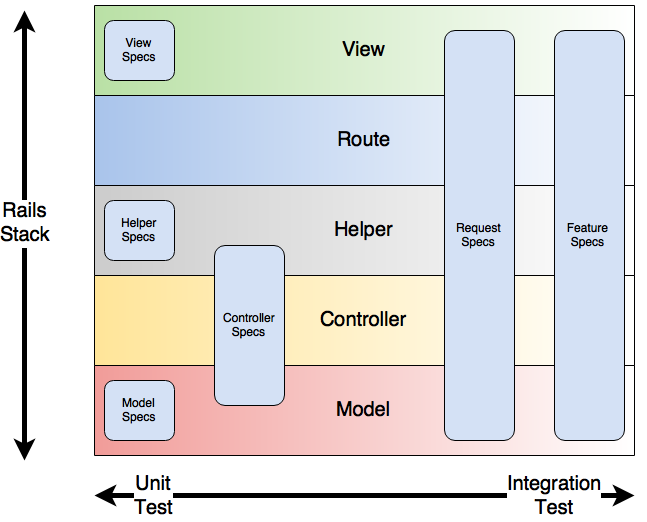 View
Specs
View
Route
Rails
Stack
Helper
Specs
Helper
Request
Specs
Feature
Specs
Controller
Specs
Controller
Model
Specs
Model
Unit
Test
Integration
Test